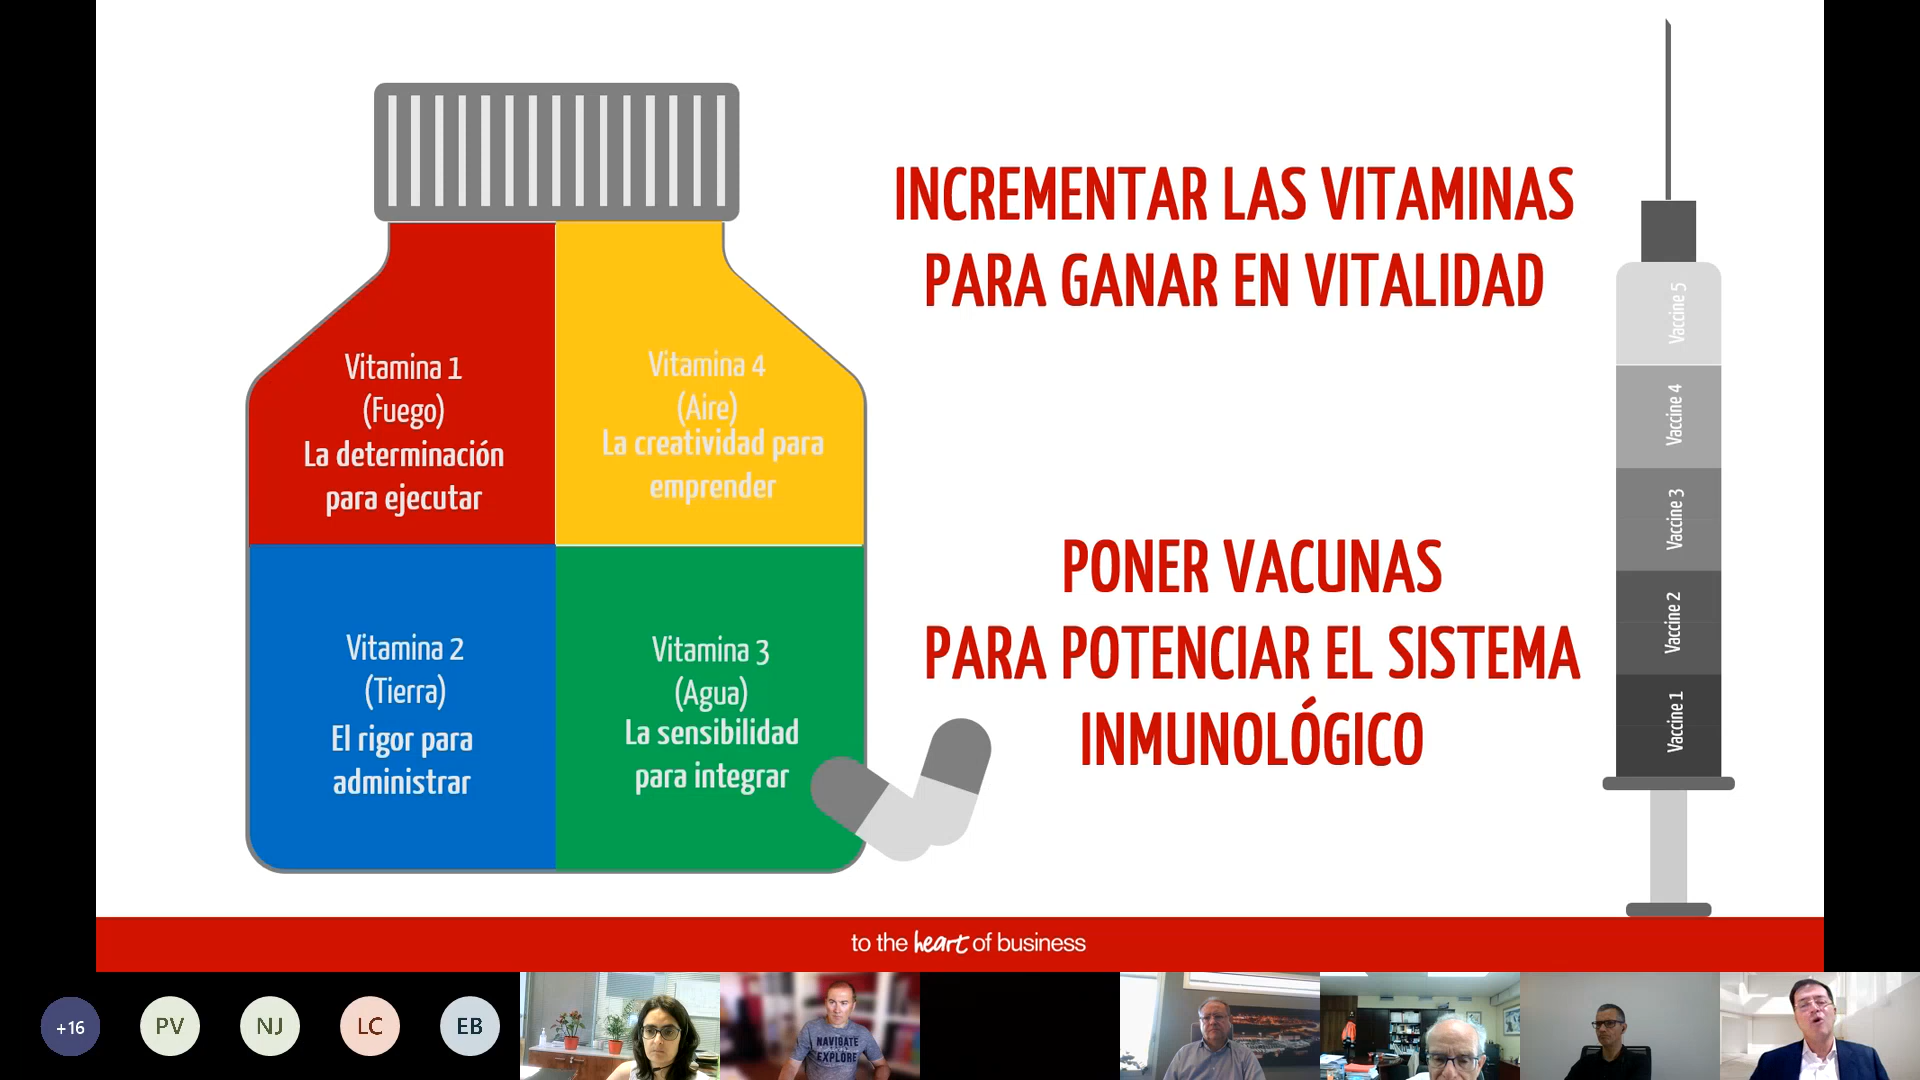 INCREMENTAR LAS VITAMINAS
PARA GANAR EN VITALIDAD
Vitamina 1
(Fuego)
La determinación
para ejecutar
Vitamina 4
(Aire)
La creatividad para
emprender
Vitamina 2
(Tierra)
El rigor para
administrar
Vitamina 3
(Agua)
La sensibilidad
para integrar
PONER VACUNAS
PARA POTENCIAR EL SISTEMA
INMUNOLÓGICO
Vaccine 5
Vaccine 4
Vaccine 3
Vaccine 2
Vaccine 1
to the heart of business
+16
PV
NJ
LC
EB
NAVIGATE
EXPLORE